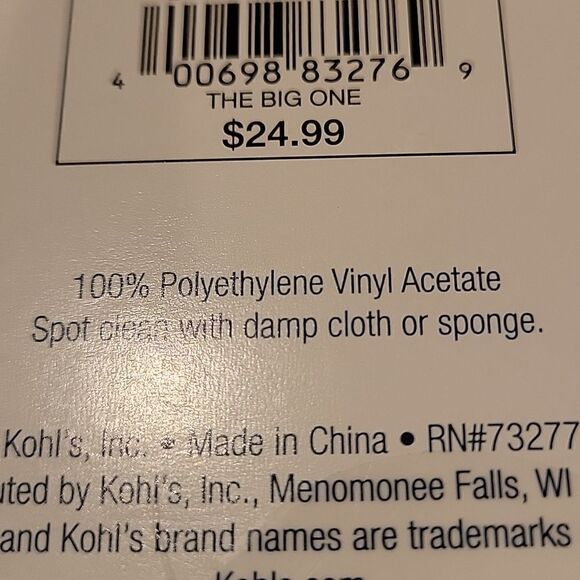 4 00698 83276 9
THE BIG ONE
$24.99
100% Polyethylene Vinyl Acetate
Spot clean with damp cloth or sponge.
Kohl's, Inc. • Made in China • RN#73277
uted by Kohl's, Inc., Menomonee Falls, WI
and Kohl's brand names are trademarks
Kohls.com